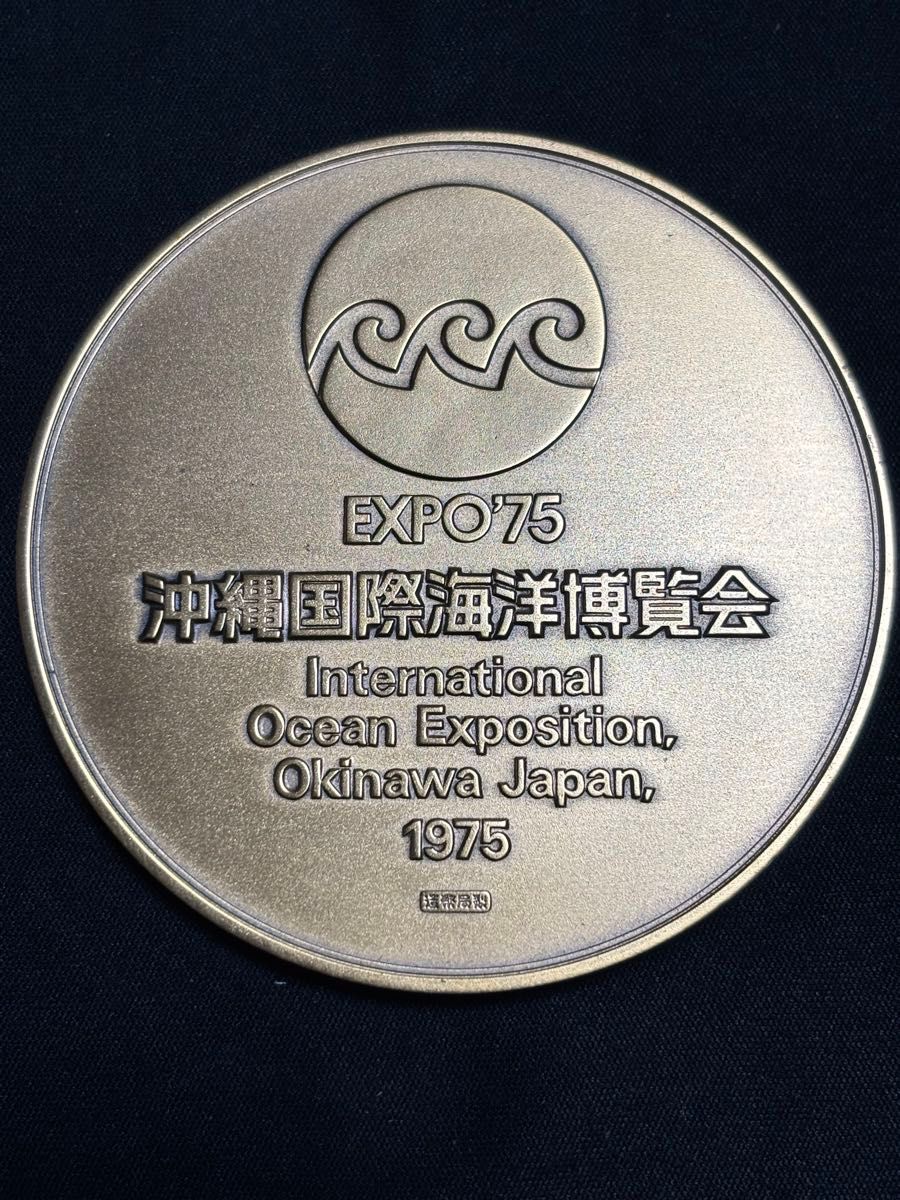 EXPO'75
沖縄国際海洋博覧会
International
Ocean Exposition,
Okinawa Japan,
1975
造幣局製